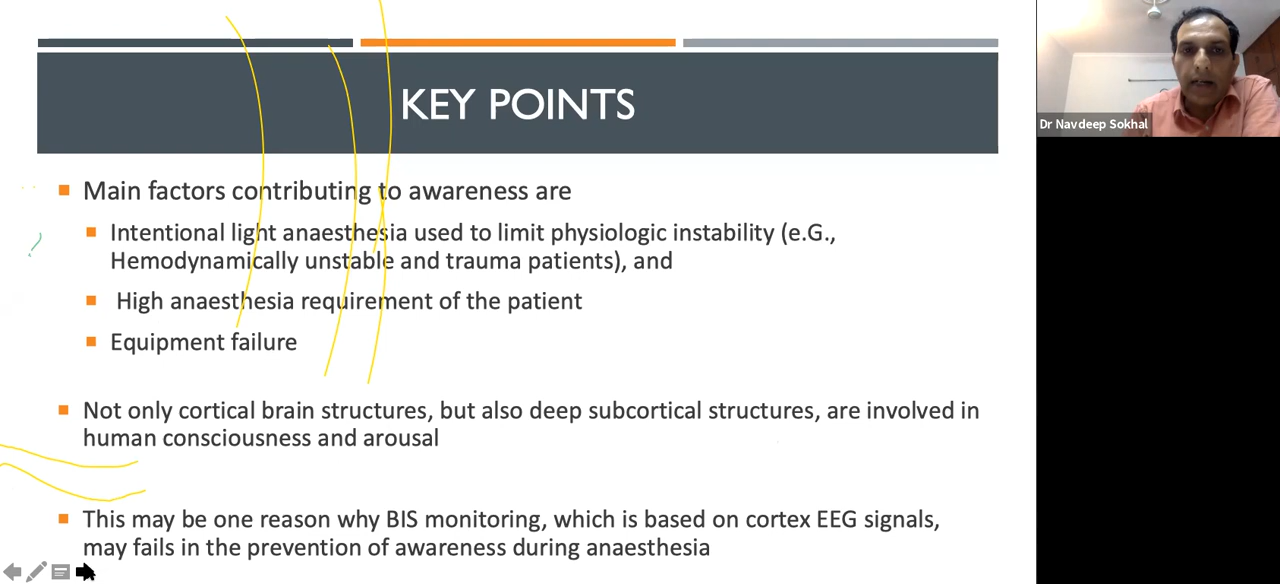 KEY POINTS
Dr Navdeep Sokhal
Main factors contributing to awareness are
Intentional light anaesthesia used to limit physiologic instability (e.G.,
Hemodynamically unstable and trauma patients), and
High anaesthesia requirement of the patient
Equipment failure
Not only cortical brain structures, but also deep subcortical structures, are involved in
human consciousness and arousal
This may be one reason why BIS monitoring, which is based on cortex EEG signals,
may fails in the prevention of awareness during anaesthesia